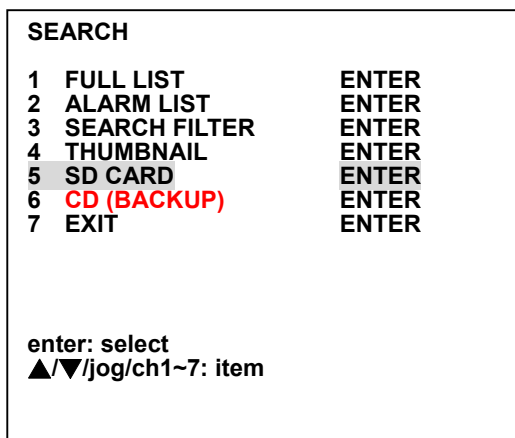 SEARCH
1 FULL LIST ENTER
2 ALARM LIST ENTER
3 SEARCH FILTER ENTER
4 THUMBNAIL ENTER
5 SD CARD ENTER
6 CD (BACKUP) ENTER
7 EXIT ENTER
enter: select
▲/▼/jog/ch1~7: item